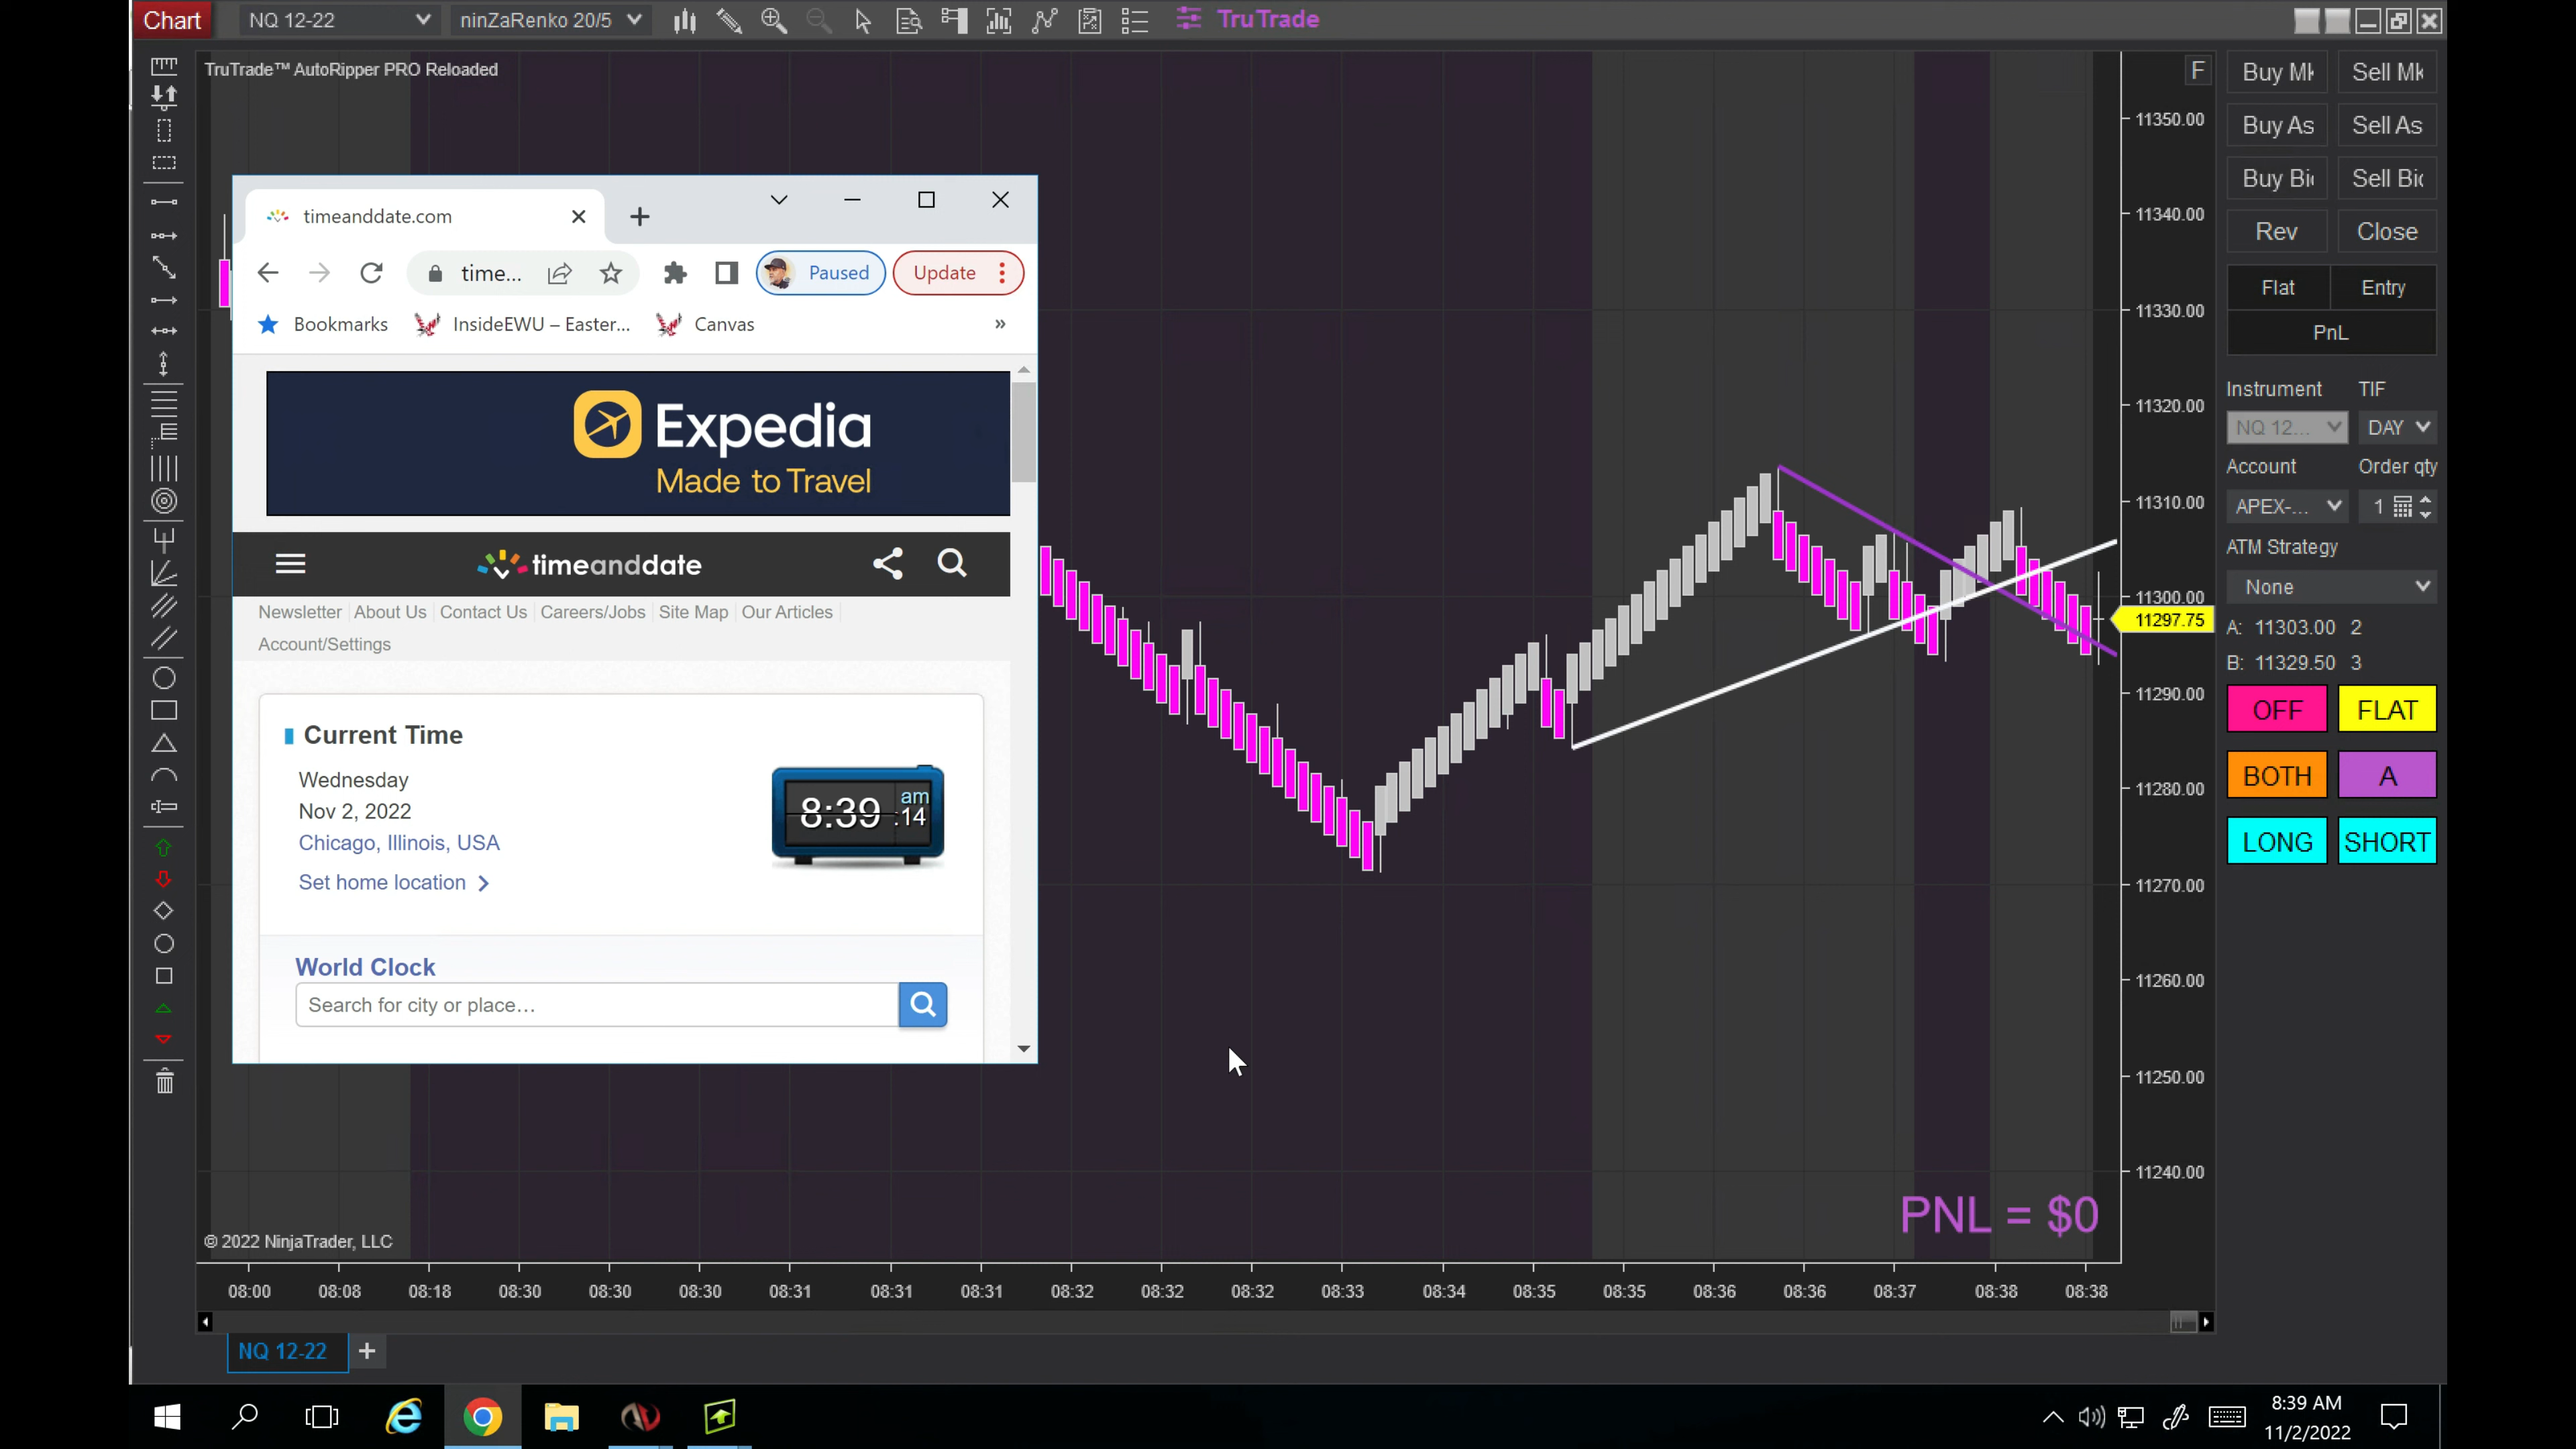 Chart
NQ 12-22
ninZaRenko 20/5
TruTrade
TruTrade™ AutoRipper PRO Reloaded
F
timeanddate.com
time...
Paused
Update
Bookmarks
InsideEWU – Easter...
Canvas
»
Expedia
Made to Travel
timeanddate
Newsletter
About Us
Contact Us
Careers/Jobs
Site Map
Our Articles
Account/Settings
Current Time
Wednesday
Nov 2, 2022
Chicago, Illinois, USA
Set home location
8:39 am .14
World Clock
Search for city or place...
11350.00
11340.00
11330.00
11320.00
11310.00
11300.00
11297.75
11290.00
11280.00
11270.00
11260.00
11250.00
11240.00
Buy Mk
Sell Mk
Buy As
Sell As
Buy Bi
Sell Bi
Rev
Close
Flat
Entry
PnL
Instrument
TIF
NQ 12...
DAY
Account
Order qty
APEX-...
1
ATM Strategy
None
A: 11303.00 2
B: 11329.50 3
OFF
FLAT
BOTH
A
LONG
SHORT
PNL = $0
© 2022 NinjaTrader, LLC
08:00 08:08 08:18 08:30 08:30 08:30 08:31 08:31 08:31 08:32 08:32 08:32 08:33 08:34 08:35 08:35 08:36 08:36 08:37 08:38 08:38
NQ 12-22
+
8:39 AM
11/2/2022